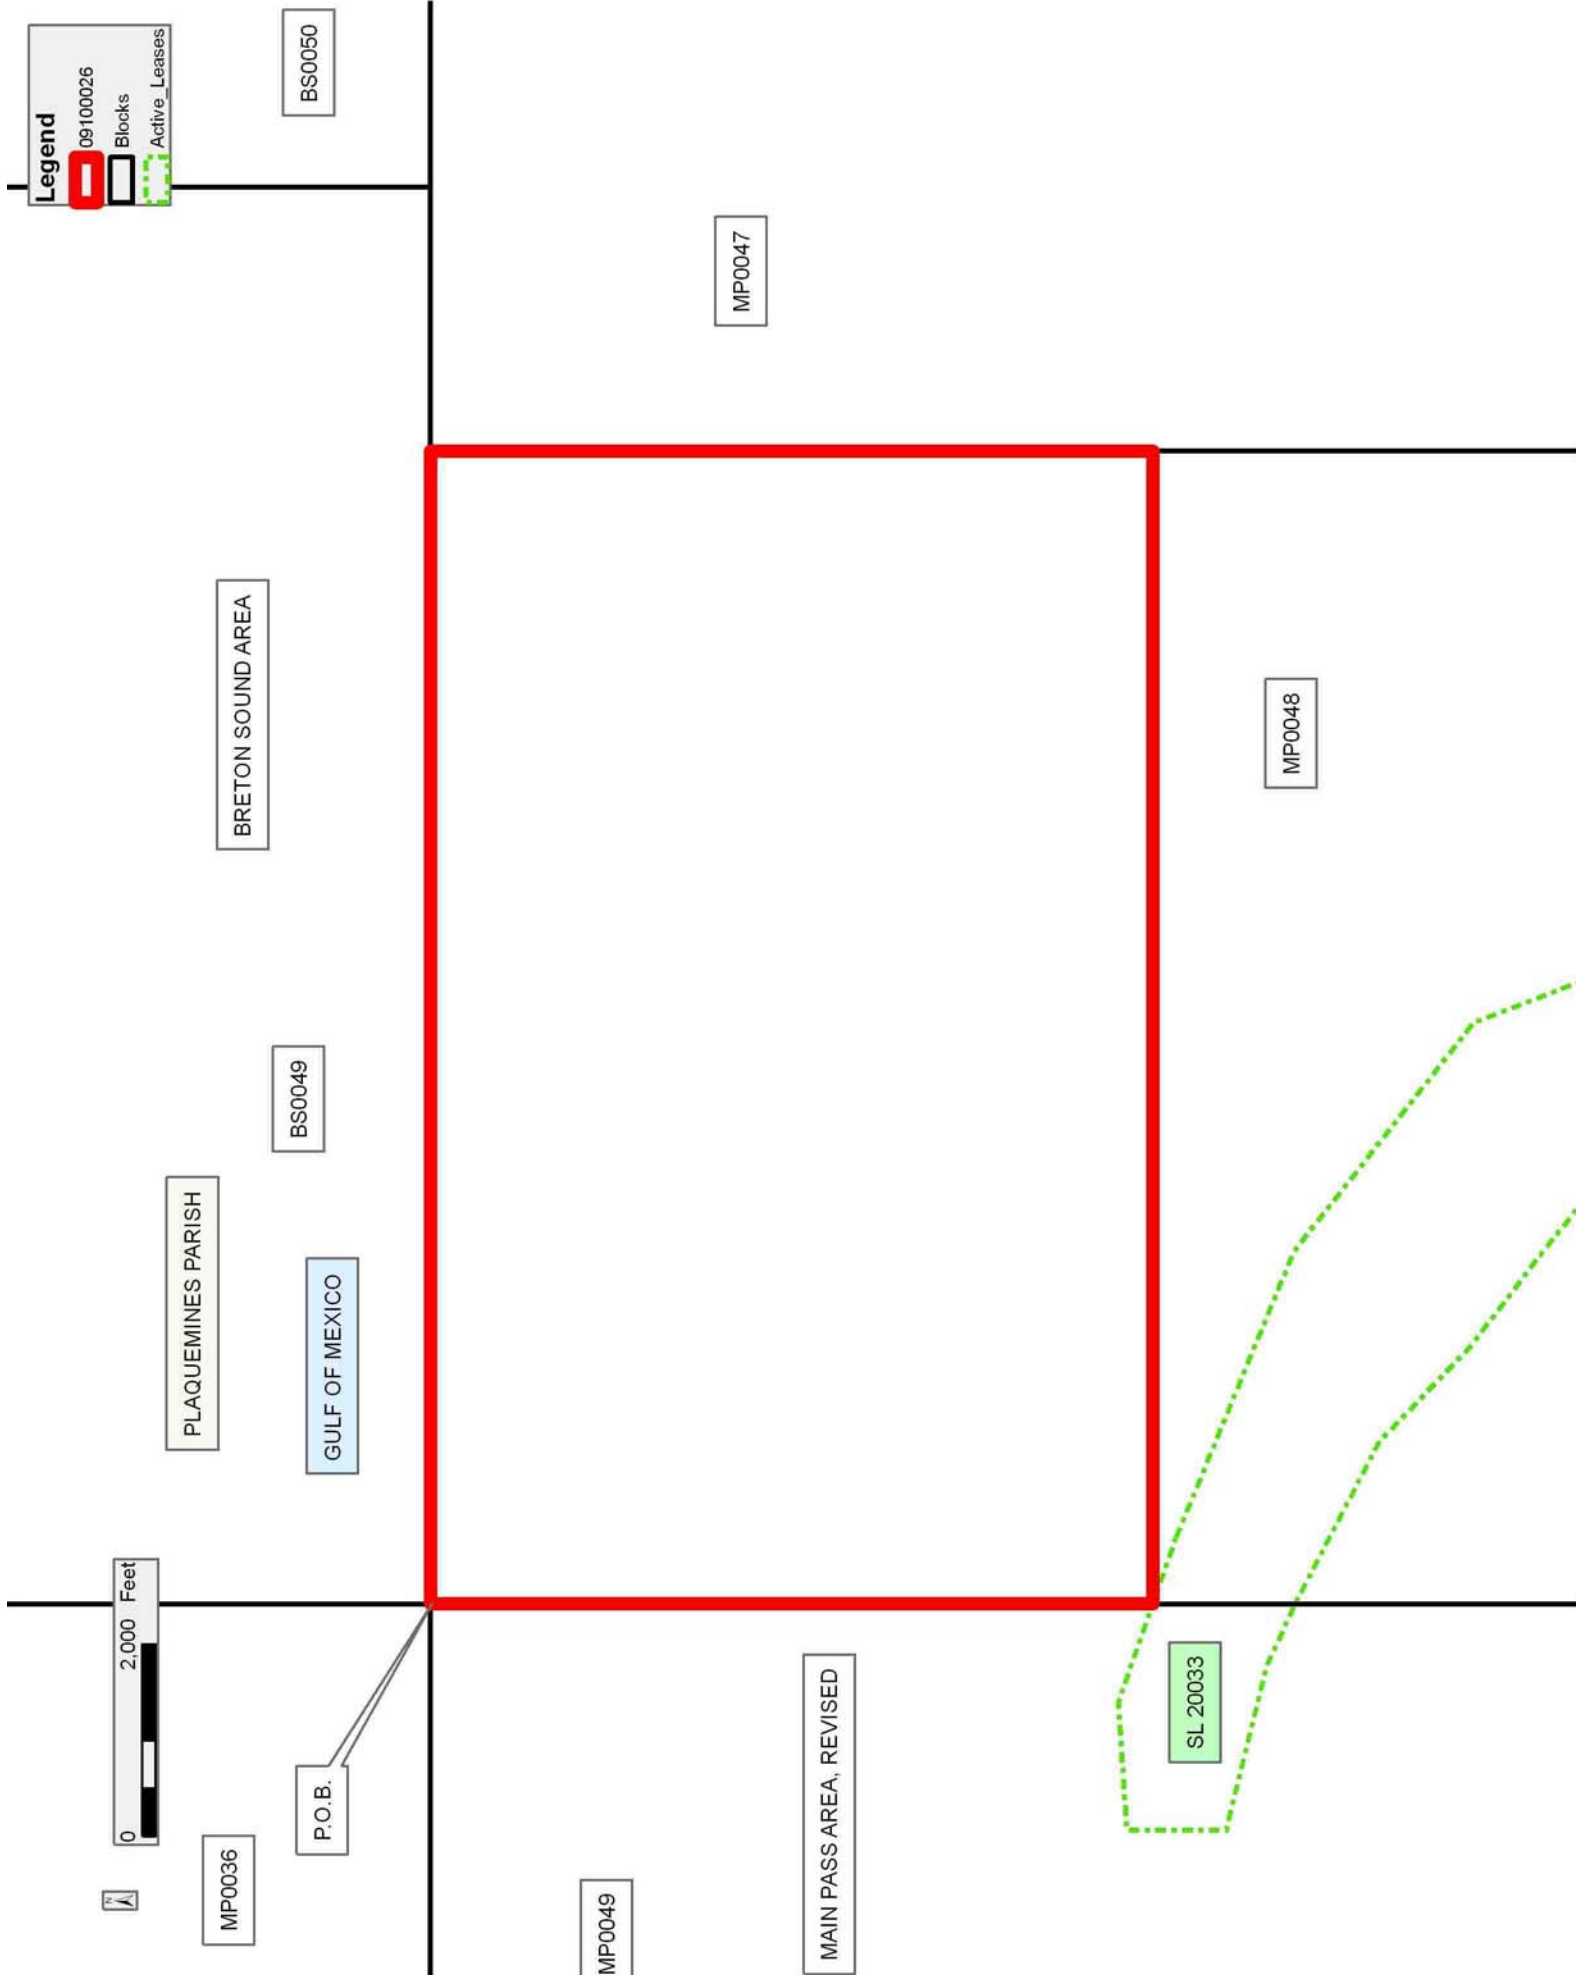 Legend
09100026
Blocks
Active_Leases
N
0 2,000 Feet
PLAQUEMINES PARISH
MP0036
BRETON SOUND AREA
BS0049
BS0050
P.O.B.
GULF OF MEXICO
MP0049
MP0047
MAIN PASS AREA, REVISED
SL 20033
MP0048